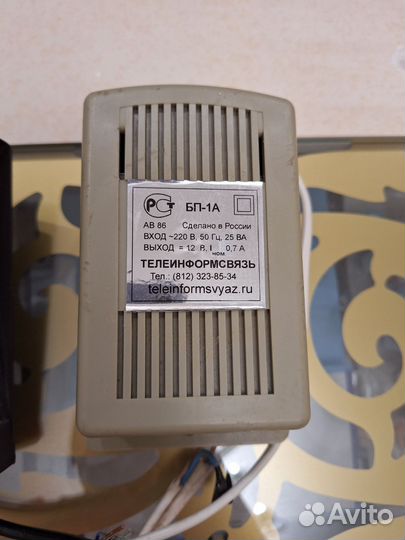 РСТ БП-1А
АВ 86 Сделано в России
ВХОД ~220 В, 50 Гц, 25 ВА
ВЫХОД = 12 В, I ном. 0,7 А
ТЕЛЕИНФОРМСВЯЗЬ
Тел.: (812) 323-85-34
teleinformsvyaz.ru
Avito